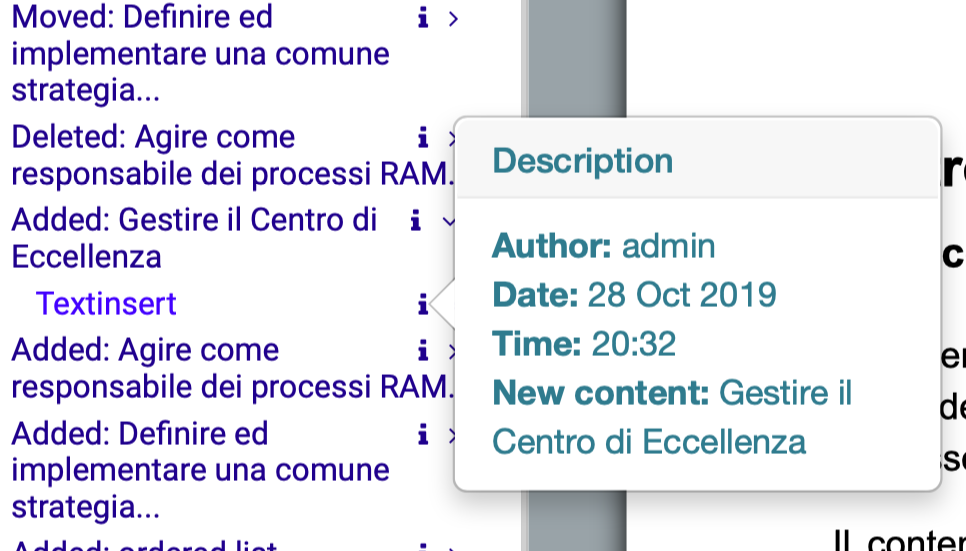 Moved: Definire ed
implementare una comune
strategia...
Deleted: Agire come
responsabile dei processi RAM.
Added: Gestire il Centro di
Eccellenza
Textinsert
Added: Agire come
responsabile dei processi RAM.
Added: Definire ed
implementare una comune
strategia...
Added: ordered list
Description
Author: admin
Date: 28 Oct 2019
Time: 20:32
New content: Gestire il
Centro di Eccellenza
Il conter